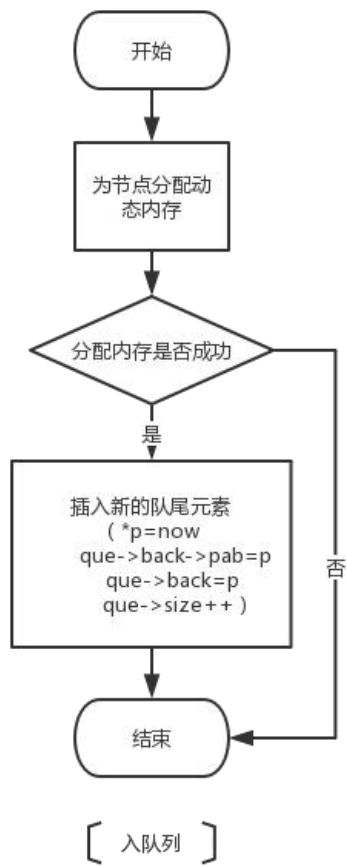 开始
为节点分配动
态内存
分配内存是否成功
是
插入新的队尾元素
( *p=now
que->back->pab=p
que->back=p
que->size++ )
否
结束
〔 入队列 〕